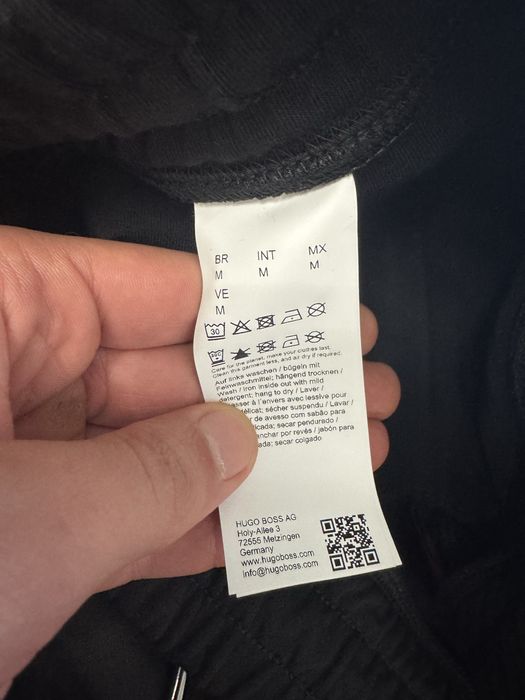 BR INT MX
M M M
VE
M
30
30C
Care for the planet, make your clothes last.
Clean this garment less, and air dry if required.
Auf links waschen / bügeln mit
Feinwaschmittel; hängend trocknen /
Wash / Iron inside out with mild
detergent; hang to dry / Laver /
à l'envers avec lessive pour
délicat; sécher suspendu / Lavar /
de avesso com sabão para
secar pendurado /
por revés / jabón para
secar colgado
HUGO BOSS AG
Holy-Allee 3
72555 Metzingen
Germany
www.hugoboss.com
info@hugoboss.com